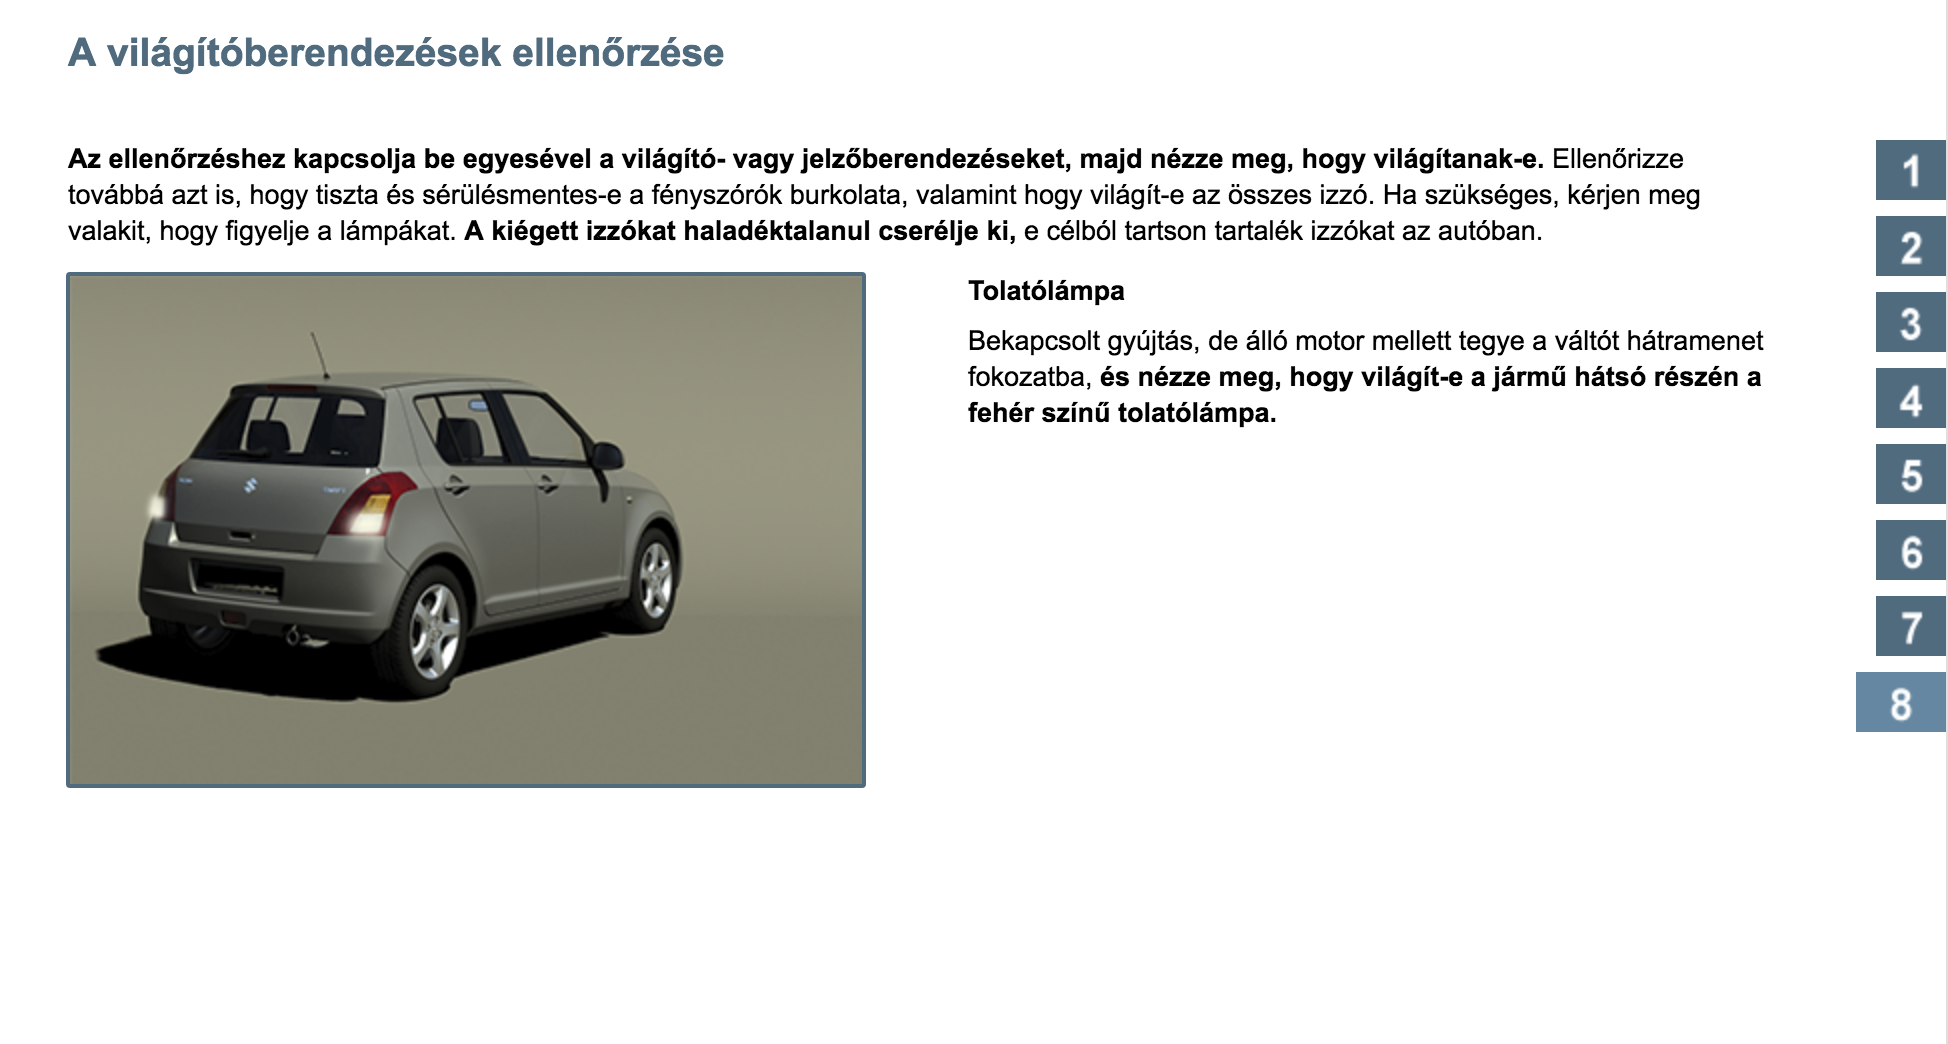 A világítóberendezések ellenőrzése
Az ellenőrzéshez kapcsolja be egyesével a világító- vagy jelzőberendezéseket, majd nézze meg, hogy világítanak-e. Ellenőrizze
továbbá azt is, hogy tiszta és sérülésmentes-e a fényszórók burkolata, valamint hogy világít-e az összes izzó. Ha szükséges, kérjen meg
valakit, hogy figyelje a lámpákat. A kiégett izzókat haladéktalanul cserélje ki, e célból tartson tartalék izzókat az autóban.
Tolatólámpa
Bekapcsolt gyújtás, de álló motor mellett tegye a váltót hátramenet
fokozatba, és nézze meg, hogy világít-e a jármű hátsó részén a
fehér színű tolatólámpa.
1
2
3
4
5
6
7
8